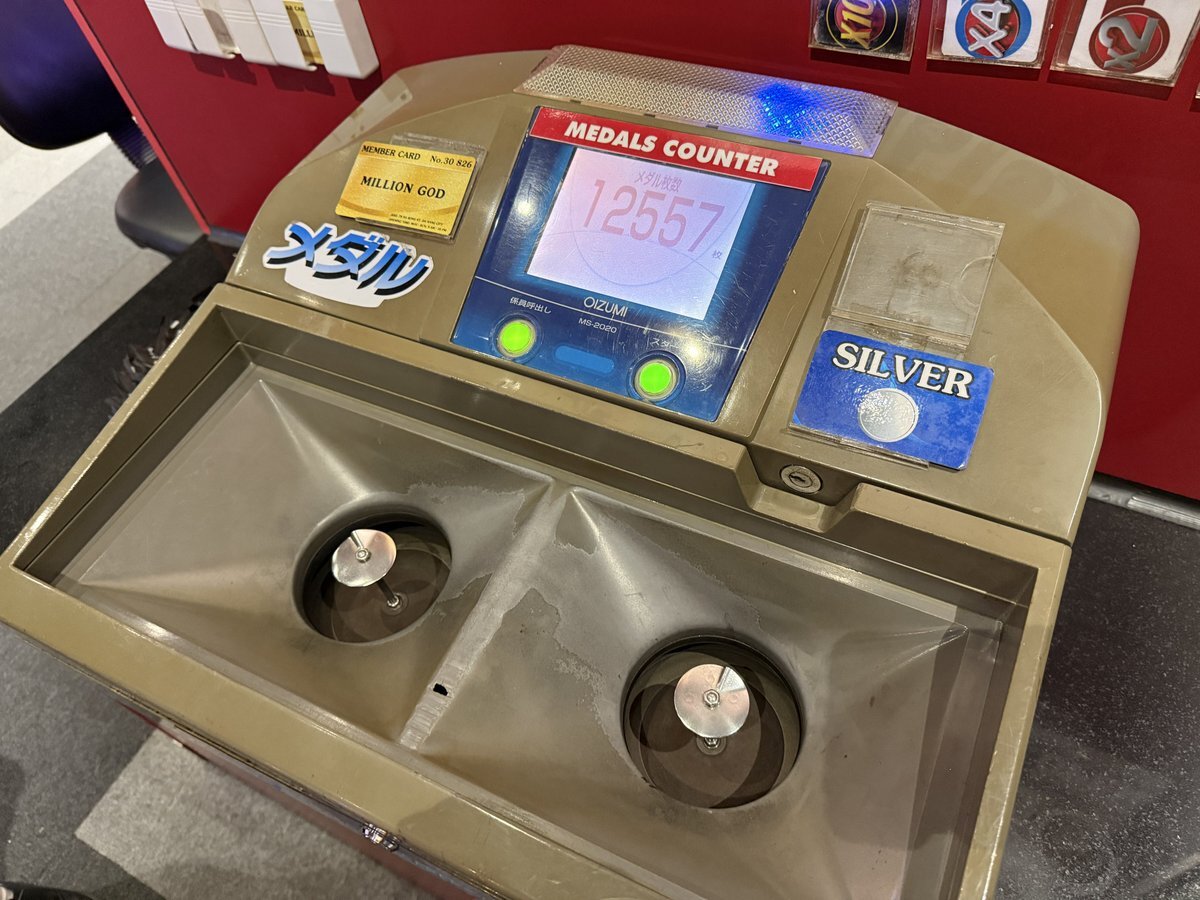 X10
X4
X2
MEDALS COUNTER
メダル枚数
12557
枚
MEMBER CARD No.30 826
MILLION GOD
メダル
OIZUMI
MS-2020
係員呼出し
SILVER